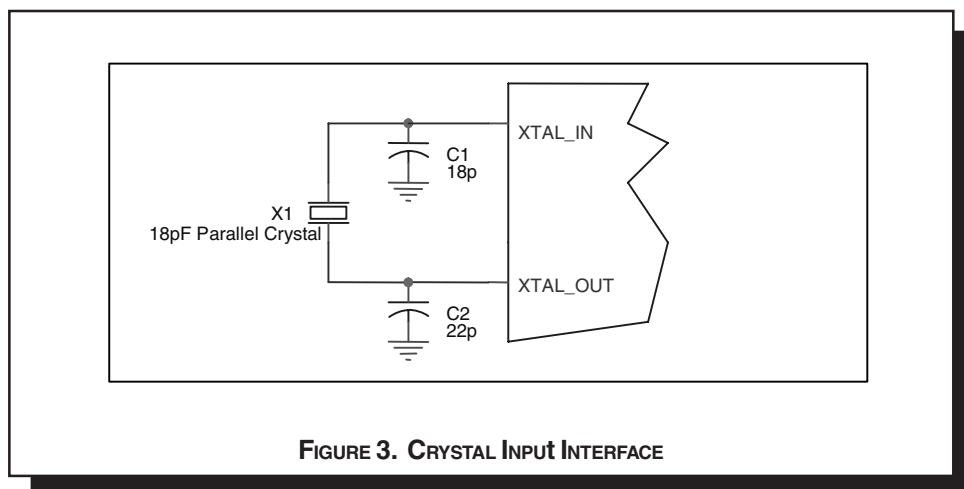 XTAL_IN
C1
18p
X1
18pF Parallel Crystal
XTAL_OUT
C2
22p
FIGURE 3. CRYSTAL INPUt INTERFACE